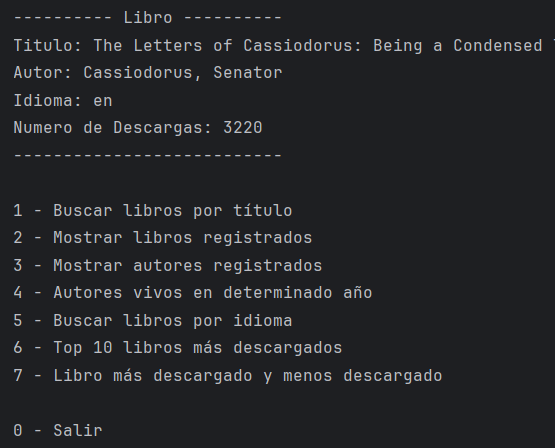 ---------- Libro ----------
Titulo: The Letters of Cassiodorus: Being a Condensed
Autor: Cassiodorus, Senator
Idioma: en
Numero de Descargas: 3220
---------------------------
1 - Buscar libros por título
2 - Mostrar libros registrados
3 - Mostrar autores registrados
4 - Autores vivos en determinado año
5 - Buscar libros por idioma
6 - Top 10 libros más descargados
7 - Libro más descargado y menos descargado
0 - Salir